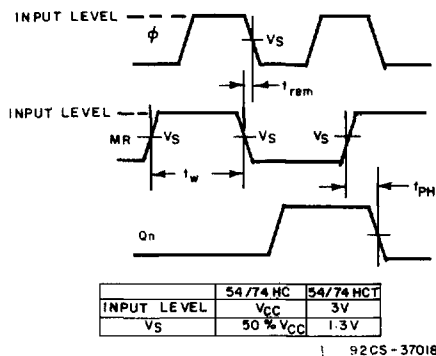 INPUT LEVEL
ϕ
VS
trem
INPUT LEVEL
MR
VS
VS
VS
tw
tPH
Qn
54/74 HC 54/74 HCT
INPUT LEVEL VCC 3V
VS 50 % VCC 1.3V
92CS-37018